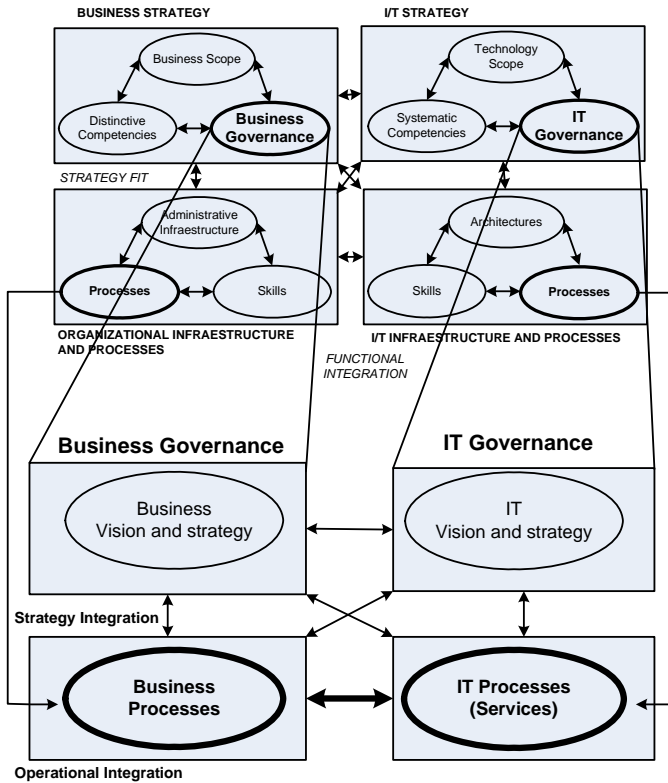 BUSINESS STRATEGY
I/T STRATEGY
Business Scope
Technology
Scope
Distinctive
Competencies
Business
Governance
Systematic
Competencies
IT
Governance
STRATEGY FIT
Administrative
Infraestructure
Architectures
Processes
Skills
Skills
Processes
ORGANIZATIONAL INFRAESTRUCTURE
AND PROCESSES
I/T INFRAESTRUCTURE AND PROCESSES
FUNCTIONAL
INTEGRATION
Business Governance
IT Governance
Business
Vision and strategy
IT
Vision and strategy
Strategy Integration
Business
Processes
IT Processes
(Services)
Operational Integration